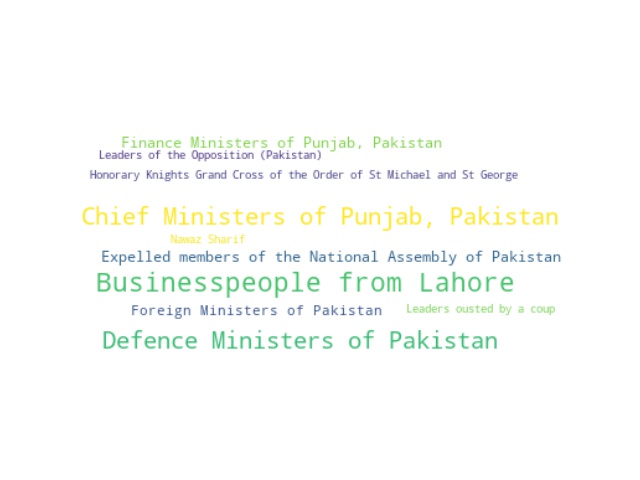 Finance Ministers of Punjab, Pakistan
Leaders of the Opposition (Pakistan)
Honorary Knights Grand Cross of the Order of St Michael and St George
Chief Ministers of Punjab, Pakistan
Nawaz Sharif
Expelled members of the National Assembly of Pakistan
Businesspeople from Lahore
Foreign Ministers of Pakistan
Leaders ousted by a coup
Defence Ministers of Pakistan